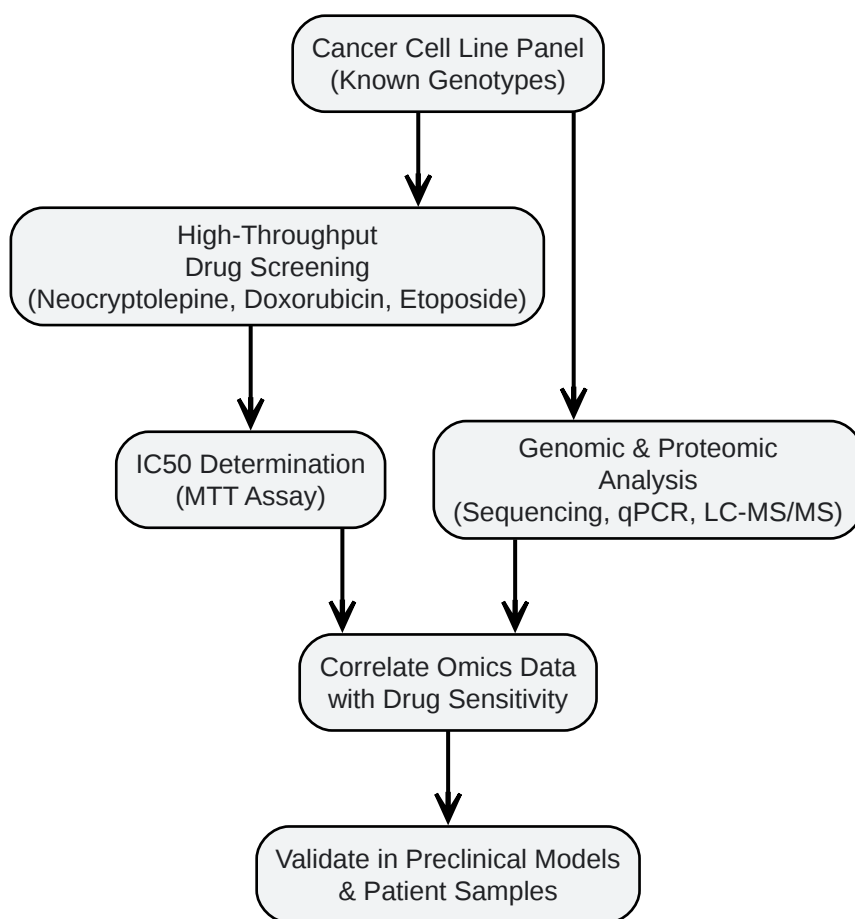 Cancer Cell Line Panel
(Known Genotypes)
High-Throughput
Drug Screening
(Neocryptolepine, Doxorubicin, Etoposide)
IC50 Determination
(MTT Assay)
Genomic & Proteomic
Analysis
(Sequencing, qPCR, LC-MS/MS)
Correlate Omics Data
with Drug Sensitivity
Validate in Preclinical Models
& Patient Samples